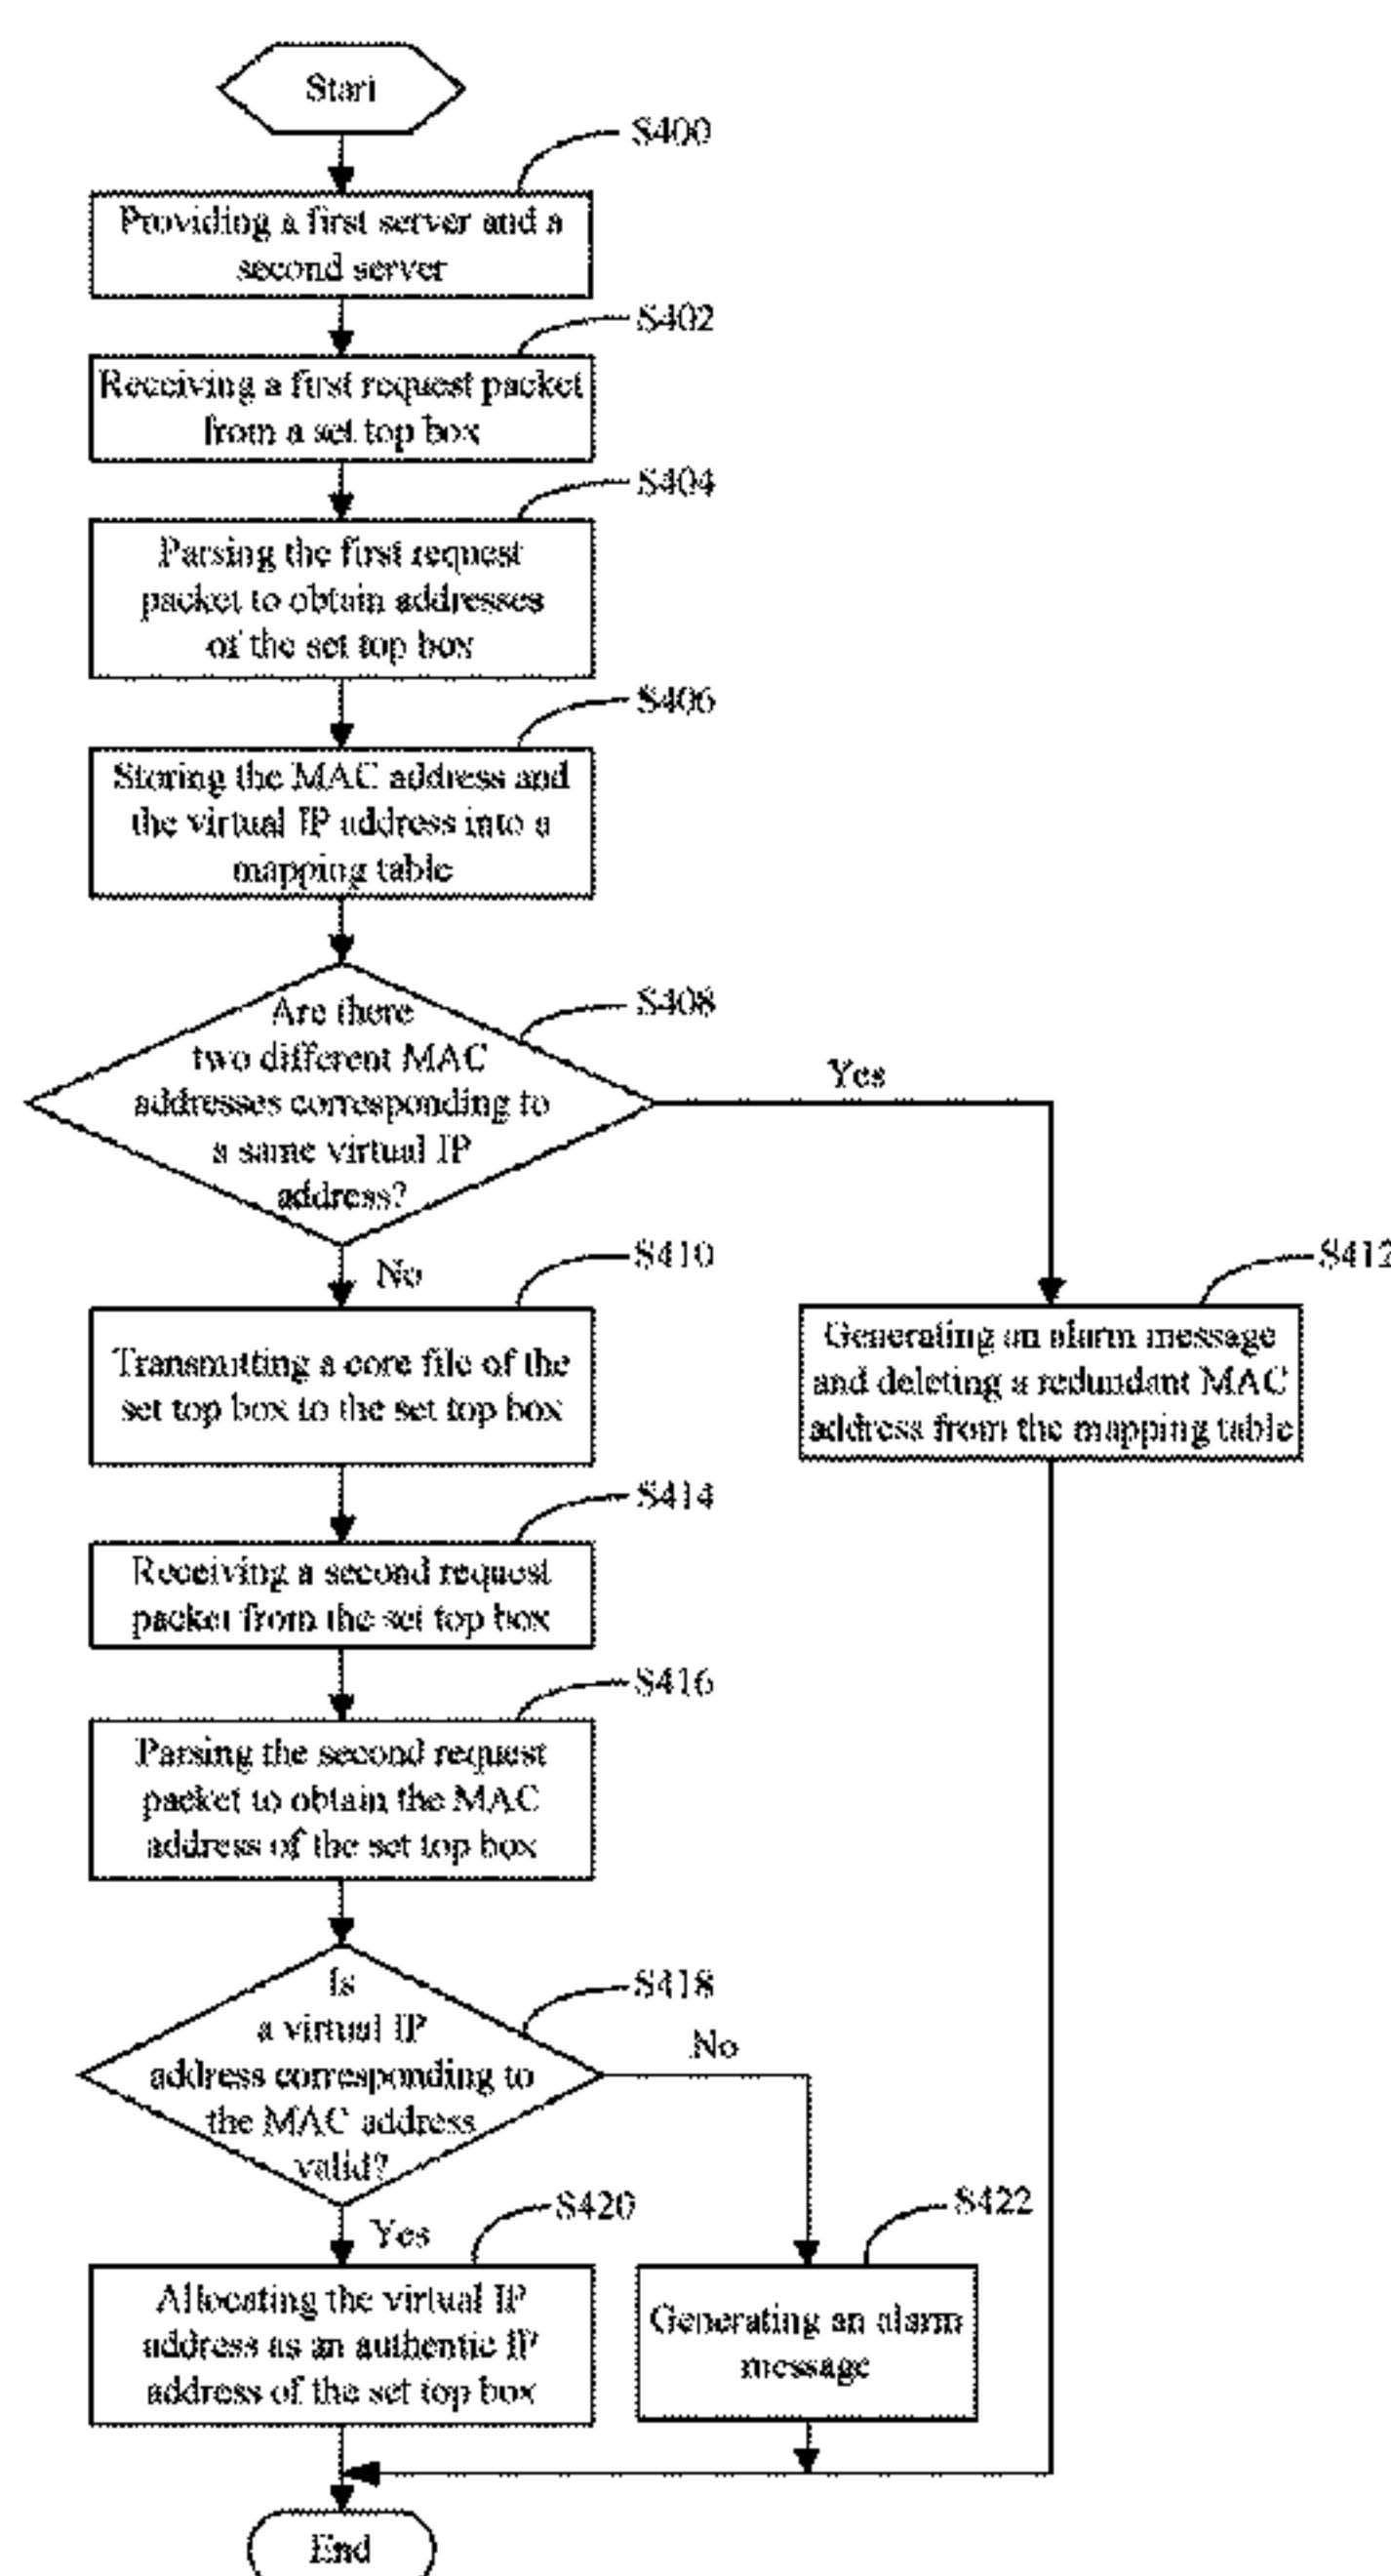 Start
S400
Providing a first server and a
second server
S402
Receiving a first request packet
from a set top box
S404
Parsing the first request
packet to obtain addresses
of the set top box
S406
Storing the MAC address and
the virtual IP address into a
mapping table
S408
Are there
two different MAC
addresses corresponding to
a same virtual IP
address?
Yes
No
S410
Transmitting a core file of the
set top box to the set top box
S412
Generating an alarm message
and deleting a redundant MAC
address from the mapping table
S414
Receiving a second request
packet from the set top box
S416
Parsing the second request
packet to obtain the MAC
address of the set top box
S418
Is
a virtual IP
address corresponding to
the MAC address
valid?
No
Yes
S420
Allocating the virtual IP
address as an authentic IP
address of the set top box
S422
Generating an alarm
message
End